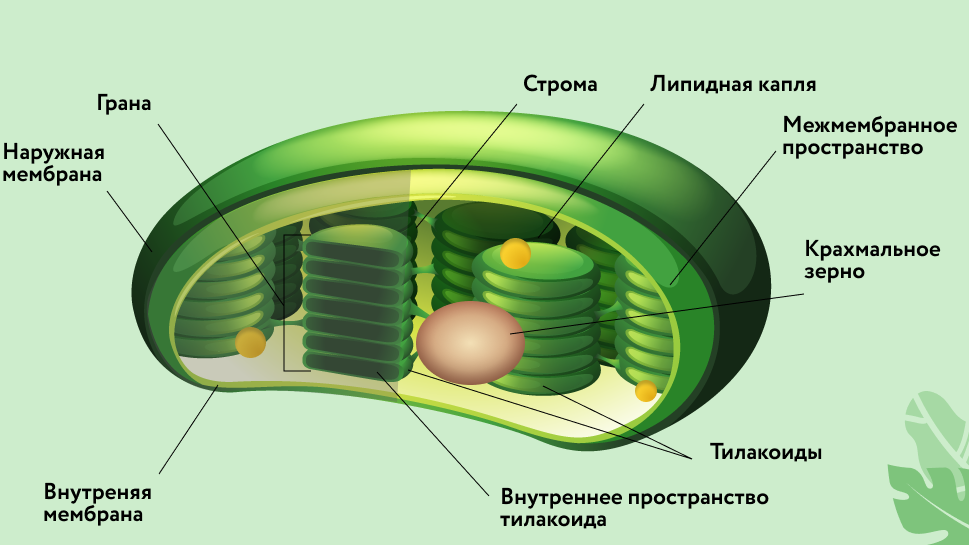 Строма
Липидная капля
Грана
Межмембранное
пространство
Наружная
мембрана
Крахмальное
зерно
Тилакоиды
Внутреняя
мембрана
Внутреннее пространство
тилакоида